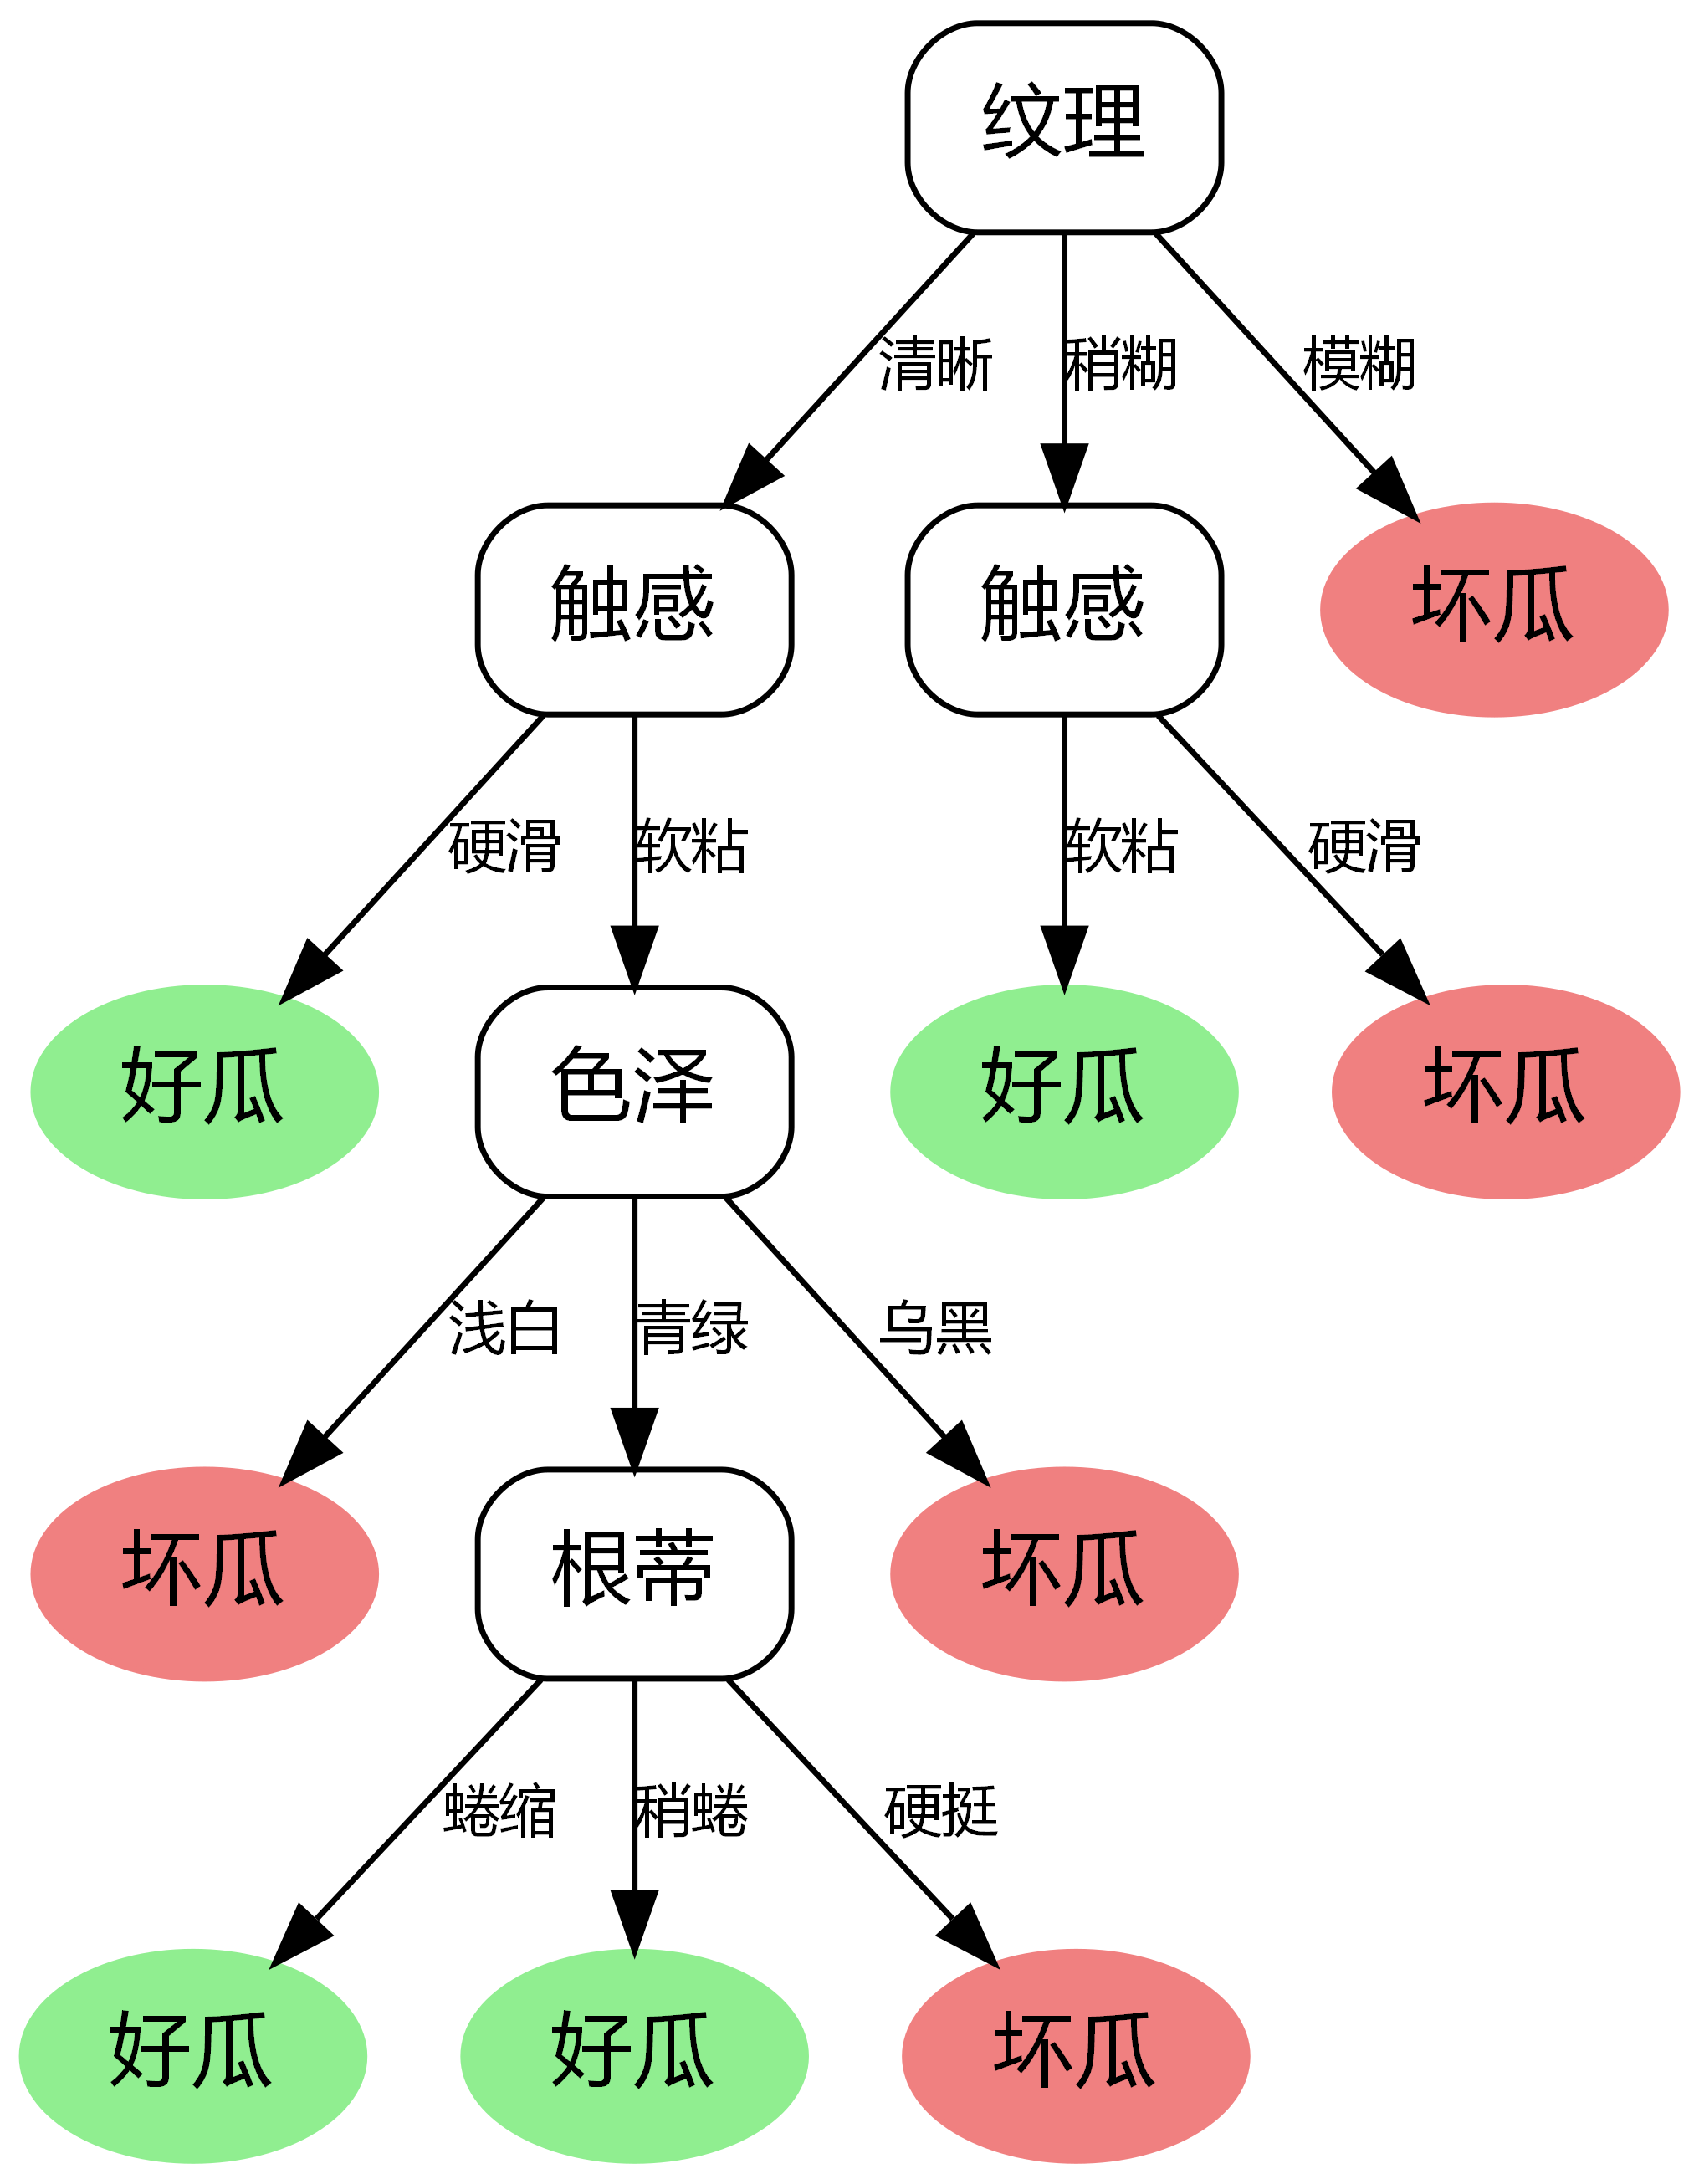 纹理
清晰
稍糊
模糊
触感
触感
坏瓜
硬滑
软粘
软粘
硬滑
好瓜
色泽
好瓜
坏瓜
浅白
青绿
乌黑
坏瓜
根蒂
坏瓜
蜷缩
稍蜷
硬挺
好瓜
好瓜
坏瓜